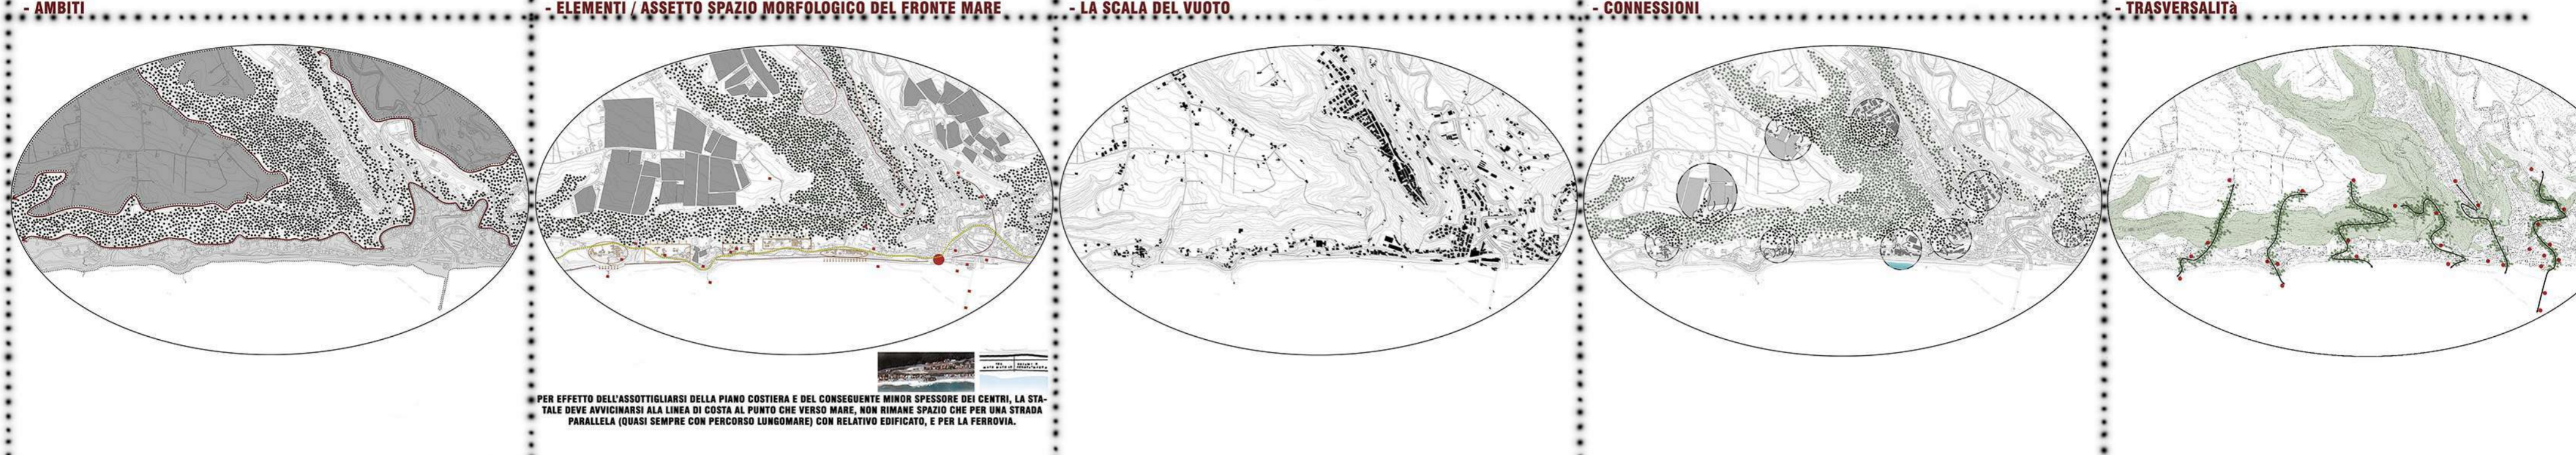 - AMBITI
- ELEMENTI / ASSETTO SPAZIO MORFOLOGICO DEL FRONTE MARE
- LA SCALA DEL VUOTO
- CONNESSIONI
- TRASVERSALITà
PER EFFETTO DELL'ASSOTTIGLIARSI DELLA PIANO COSTIERA E DEL CONSEGUENTE MINOR SPESSORE DEI CENTRI, LA STA-
TALE DEVE AVVICINARSI ALA LINEA DI COSTA AL PUNTO CHE VERSO MARE, NON RIMANE SPAZIO CHE PER UNA STRADA
PARALLELA (QUASI SEMPRE CON PERCORSO LUNGOMARE) CON RELATIVO EDIFICATO, E PER LA FERROVIA.